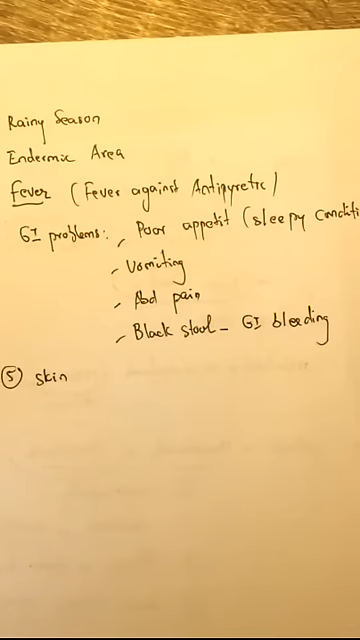 Rainy Season
Endermic Area
Fever (Fever against Antipyretic)
GI problems: - Poor appetit (sleepy conditi
- Vomiting
- Abd pain
- Black stool - GI bleeding
⑤ skin